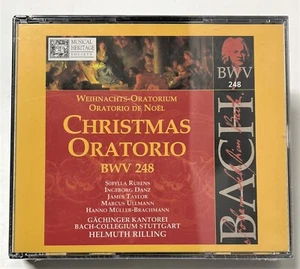 MUSICAL
HERITAGE
SOCIETY
WEIHNACHTS-ORATORIUM
ORATORIO DE NOËL
CHRISTMAS
ORATORIO
BWV 248
SIBYLLA RUBENS
INGEBORG DANZ
JAMES TAYLOR
MARCUS ULLMANN
HANNO MÜLLER-BRACHMANN
GÄCHINGER KANTOREI
BACH-COLLEGIUM STUTTGART
HELMUTH RILLING
BWV
248
BACH